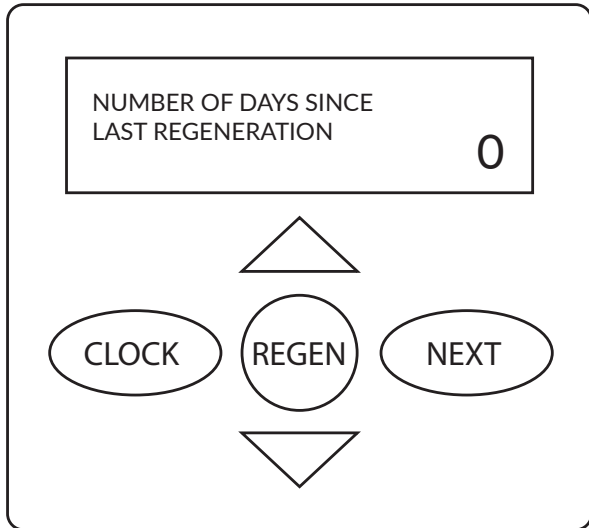 NUMBER OF DAYS SINCE
LAST REGENERATION
0
CLOCK
REGEN
NEXT